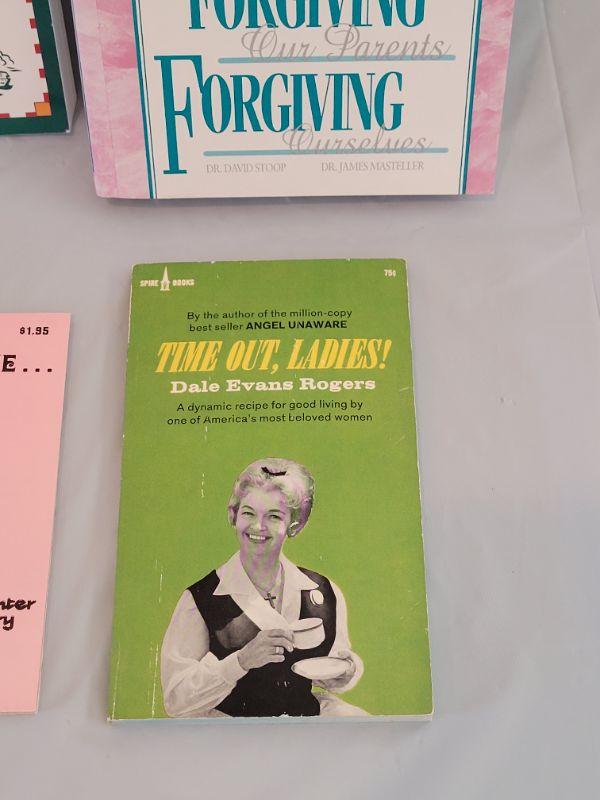 FORGIVING
Our Parents
FORGIVING
Ourselves
DR. DAVID STOOP DR. JAMES MASTELLER
SPIRE BOOKS 75¢
By the author of the million-copy
best seller ANGEL UNAWARE
TIME OUT, LADIES!
Dale Evans Rogers
A dynamic recipe for good living by
one of America's most beloved women
$1.95